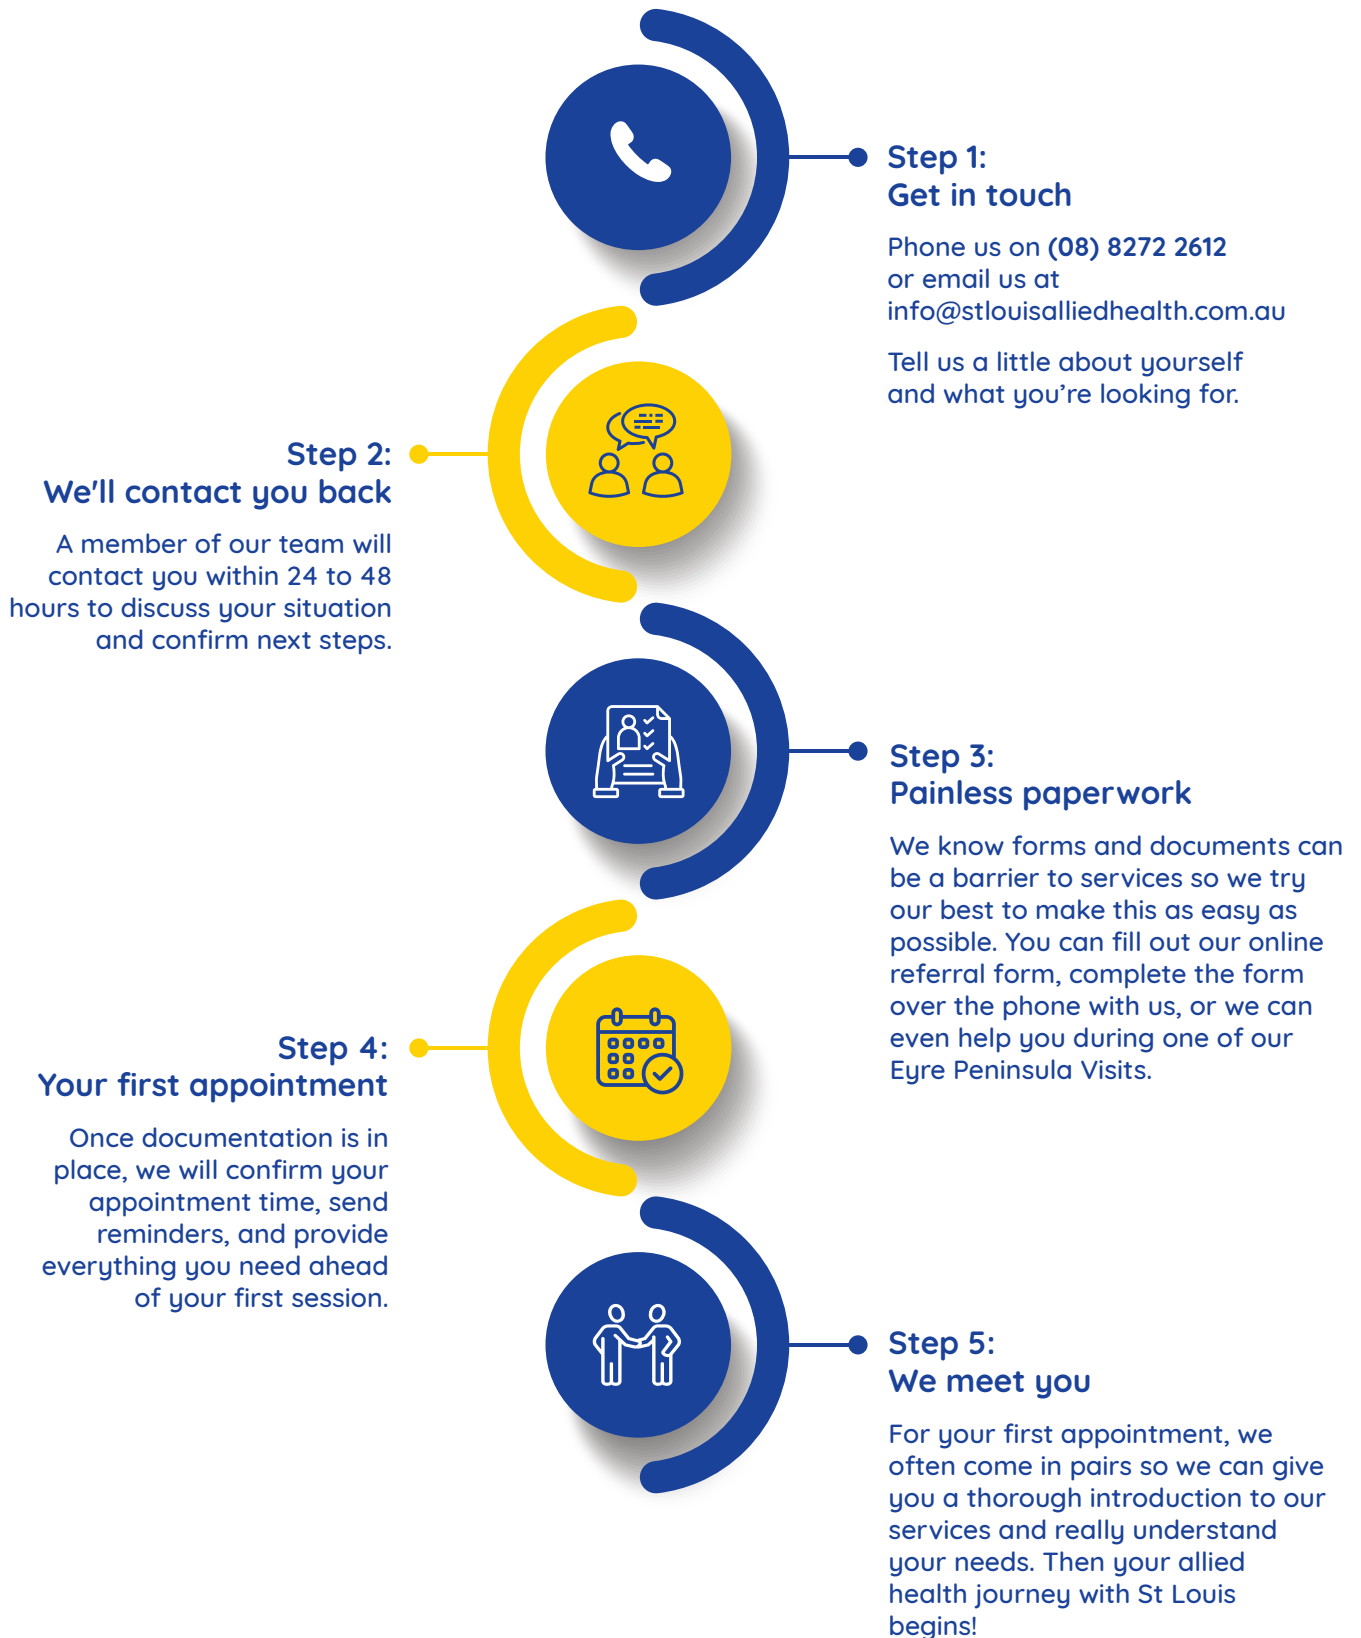 Step 1:
Get in touch
Phone us on (08) 8272 2612
or email us at
info@stlouisalliedhealth.com.au
Tell us a little about yourself
and what you’re looking for.
Step 2:
We'll contact you back
A member of our team will
contact you within 24 to 48
hours to discuss your situation
and confirm next steps.
Step 3:
Painless paperwork
We know forms and documents can
be a barrier to services so we try
our best to make this as easy as
possible. You can fill out our online
referral form, complete the form
over the phone with us, or we can
even help you during one of our
Eyre Peninsula Visits.
Step 4:
Your first appointment
Once documentation is in
place, we will confirm your
appointment time, send
reminders, and provide
everything you need ahead
of your first session.
Step 5:
We meet you
For your first appointment, we
often come in pairs so we can give
you a thorough introduction to our
services and really understand
your needs. Then your allied
health journey with St Louis
begins!